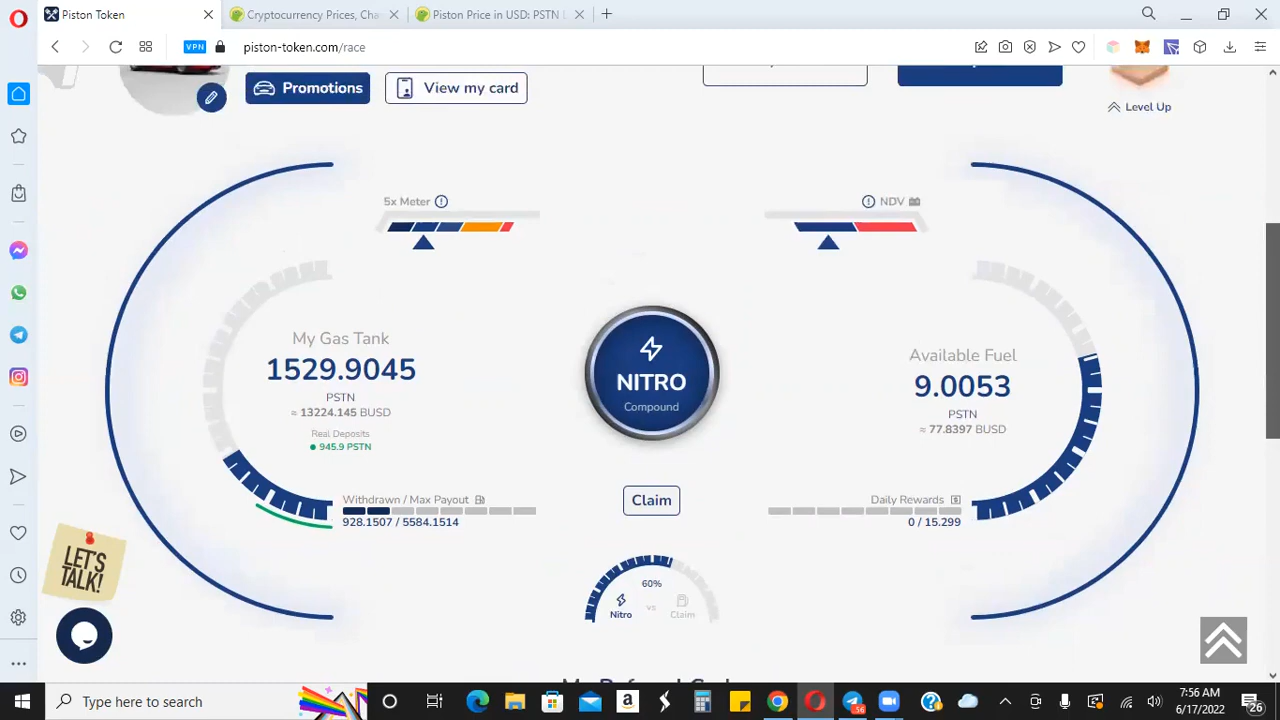 Piston Token
Cryptocurrency Prices, Cha
Piston Price in USD: PSTN L
VPN
piston-token.com/race
Promotions
View my card
Level Up
5x Meter
NDV
My Gas Tank
1529.9045
PSTN
≈ 13224.145 BUSD
Real Deposits
945.9 PSTN
NITRO
Compound
Available Fuel
9.0053
PSTN
≈ 77.8397 BUSD
Withdrawn / Max Payout
928.1507 / 5584.1514
Claim
Daily Rewards
0 / 15.299
60%
Nitro
vs
Claim
LET'S
TALK!
Type here to search
56
7:56 AM
6/17/2022
26